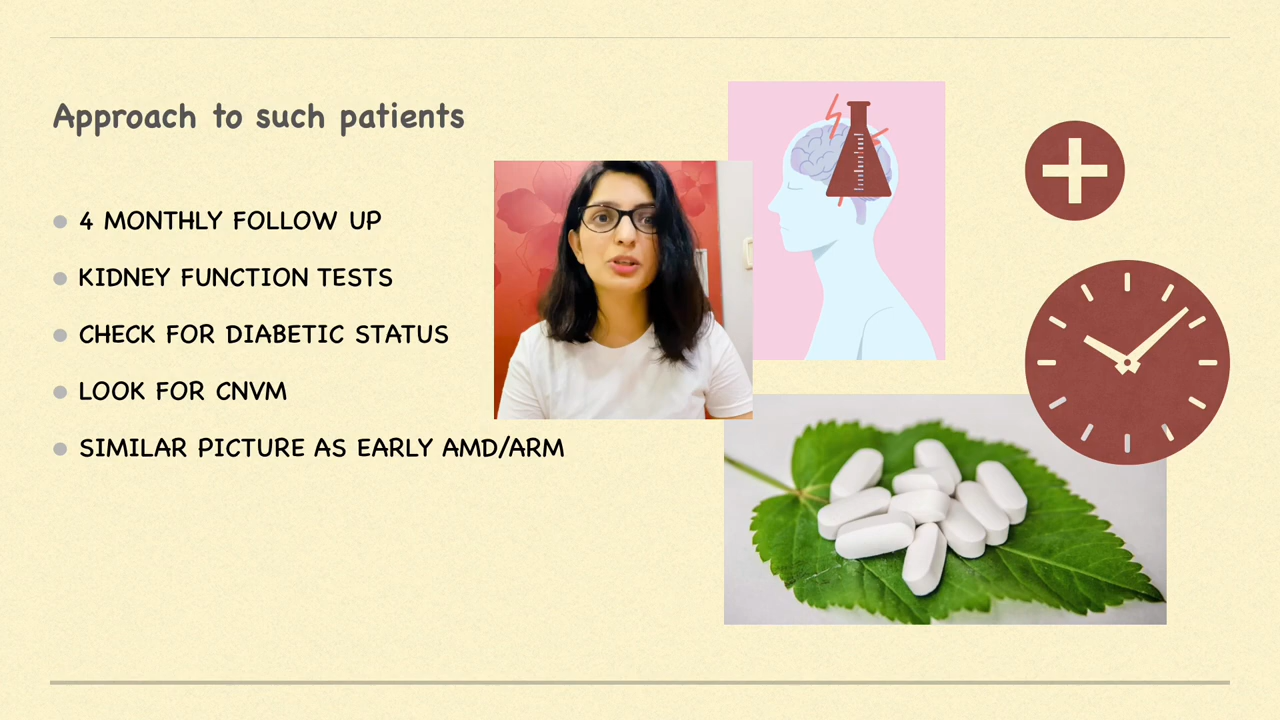 Approach to such patients
4 MONTHLY FOLLOW UP
KIDNEY FUNCTION TESTS
CHECK FOR DIABETIC STATUS
LOOK FOR CNVM
SIMILAR PICTURE AS EARLY AMD/ARM